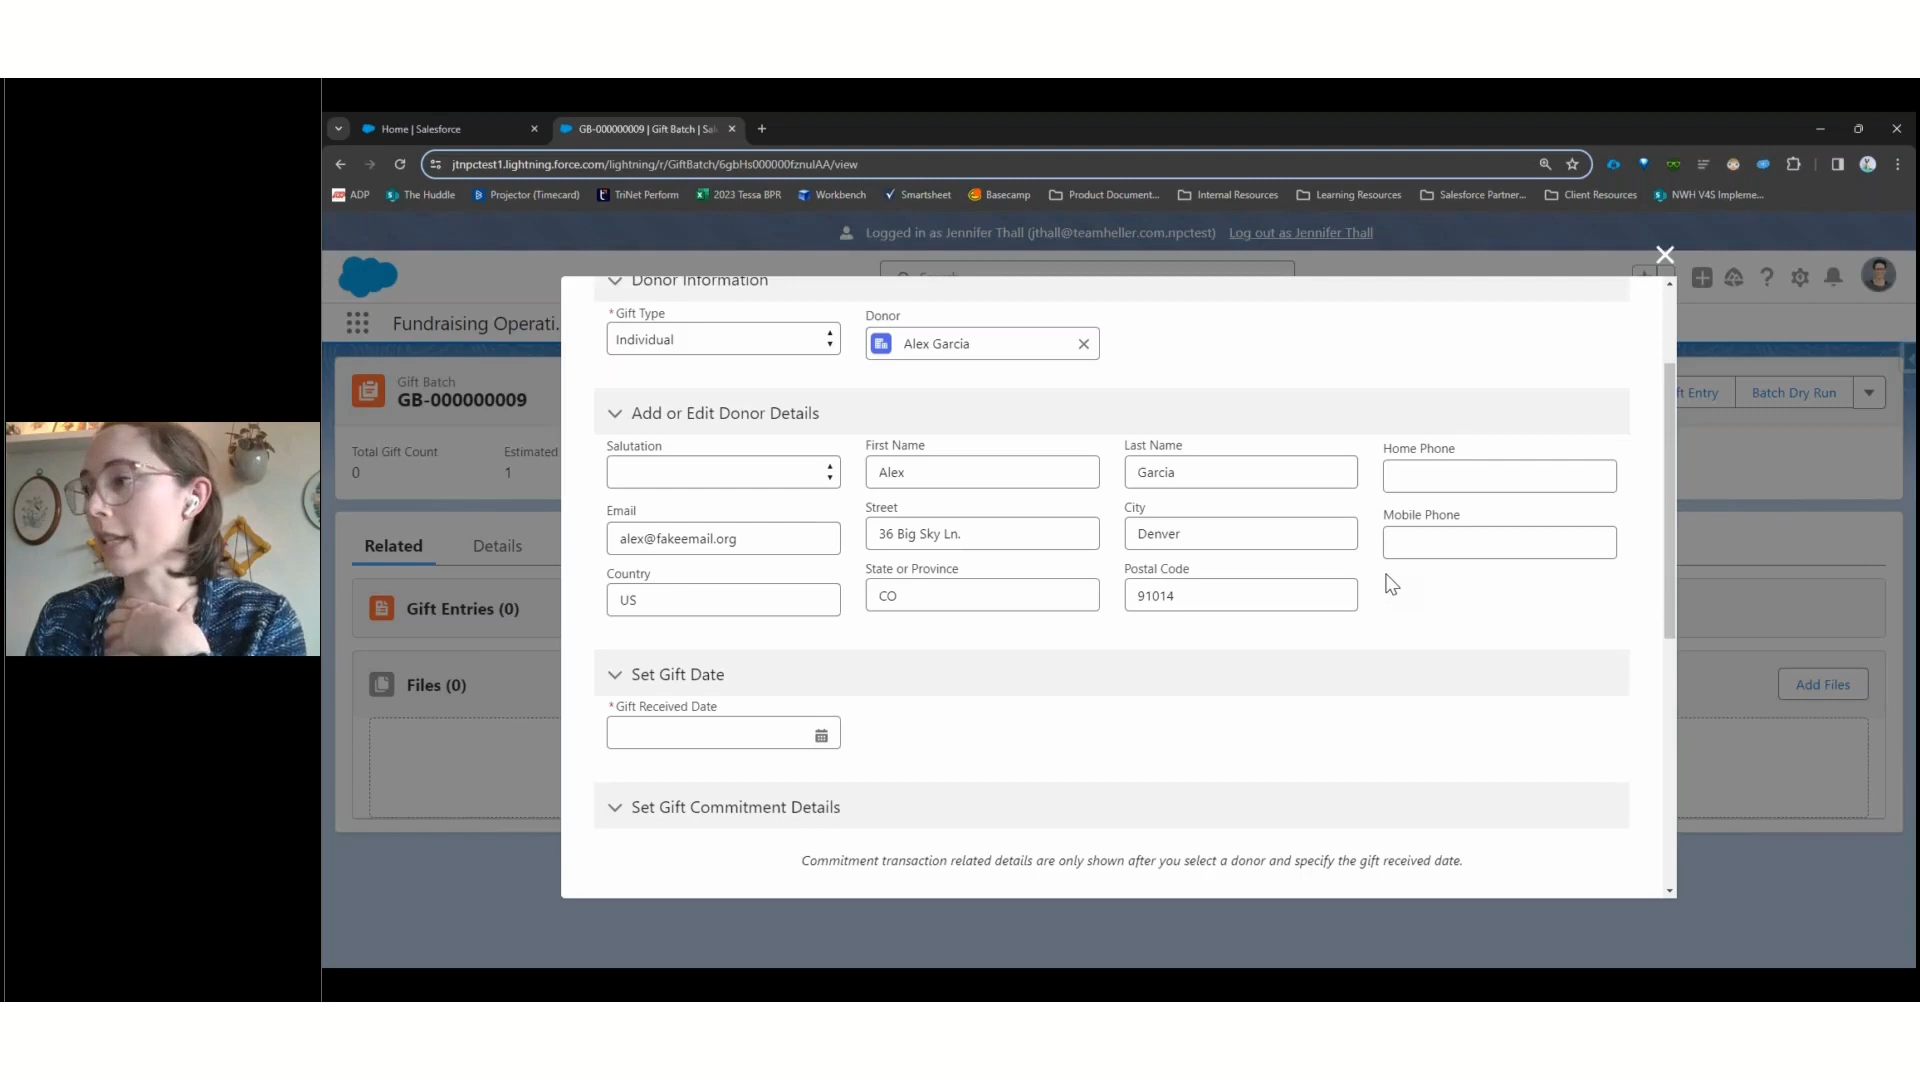 Home | Salesforce
GB-000000009 | Gift Batch | Sal
jtnpctest1.lightning.force.com/lightning/r/GiftBatch/6gbHs000000fznuIAA/view
ADP
The Huddle
Projector (Timecard)
TriNet Perform
2023 Tessa BPR
Workbench
Smartsheet
Basecamp
Product Document...
Internal Resources
Learning Resources
Salesforce Partner...
Client Resources
NWH V4S Impleme...
Logged in as Jennifer Thall (jthall@teamheller.com.npctest) Log out as Jennifer Thall
Fundraising Operati...
Gift Batch
GB-000000009
Entry
Batch Dry Run
Total Gift Count
0
Estimated
1
Related
Details
Gift Entries (0)
Files (0)
Add Files
Donor Information
* Gift Type
Individual
Donor
Alex Garcia
Add or Edit Donor Details
Salutation
First Name
Alex
Last Name
Garcia
Home Phone
Email
alex@fakeemail.org
Street
36 Big Sky Ln.
City
Denver
Mobile Phone
Country
US
State or Province
CO
Postal Code
91014
Set Gift Date
* Gift Received Date
Set Gift Commitment Details
Commitment transaction related details are only shown after you select a donor and specify the gift received date.